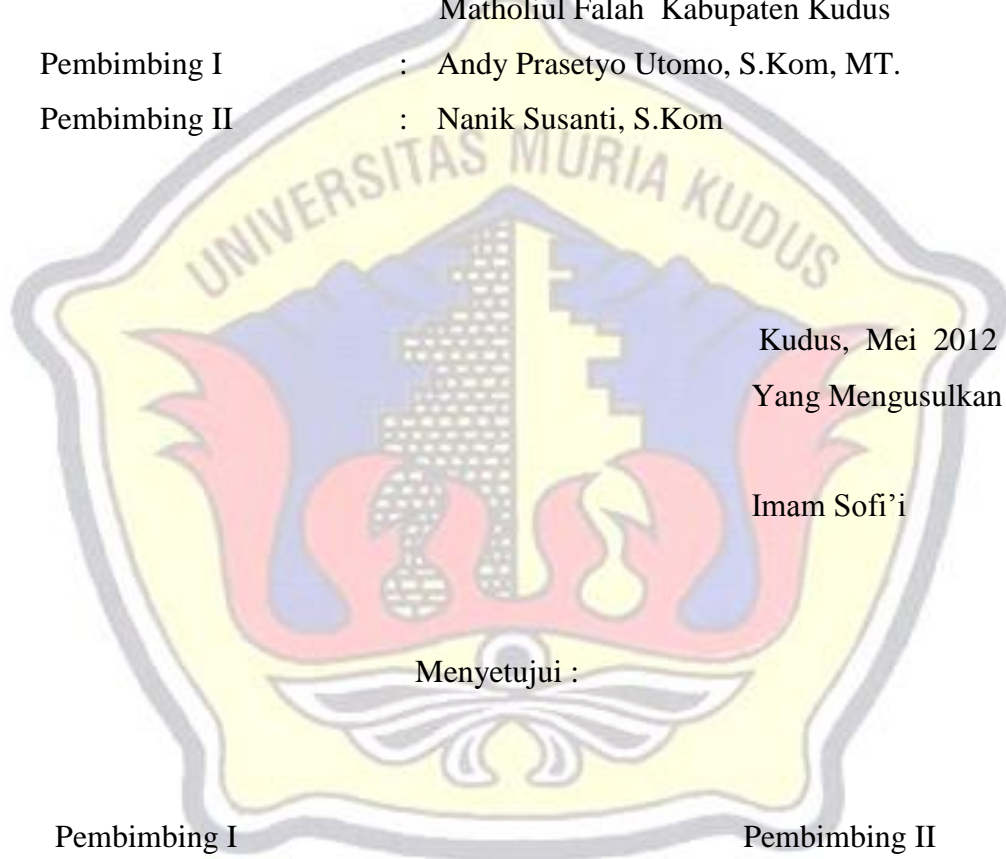 Matholiul Falah Kabupaten Kudus
Pembimbing I : Andy Prasetyo Utomo, S.Kom, MT.
Pembimbing II : Nanik Susanti, S.Kom
UNIVERSITAS MURIA KUDUS
Kudus, Mei 2012
Yang Mengusulkan
Imam Sofi’i
Menyetujui :
Pembimbing I Pembimbing II